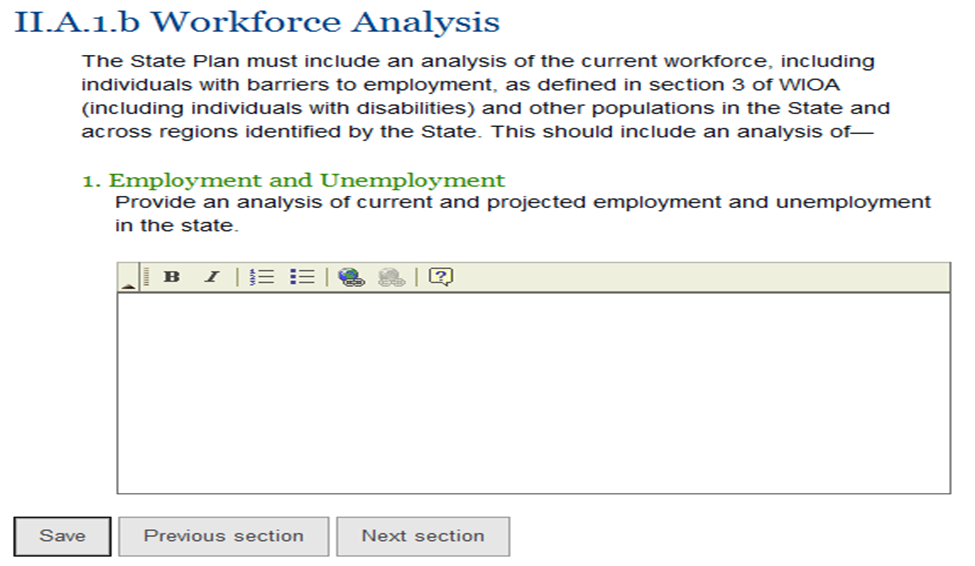 II.A.1.b Workforce Analysis
The State Plan must include an analysis of the current workforce, including
individuals with barriers to employment, as defined in section 3 of WIOA
(including individuals with disabilities) and other populations in the State and
across regions identified by the State. This should include an analysis of—
1. Employment and Unemployment
Provide an analysis of current and projected employment and unemployment
in the state.
B I
Save Previous section Next section